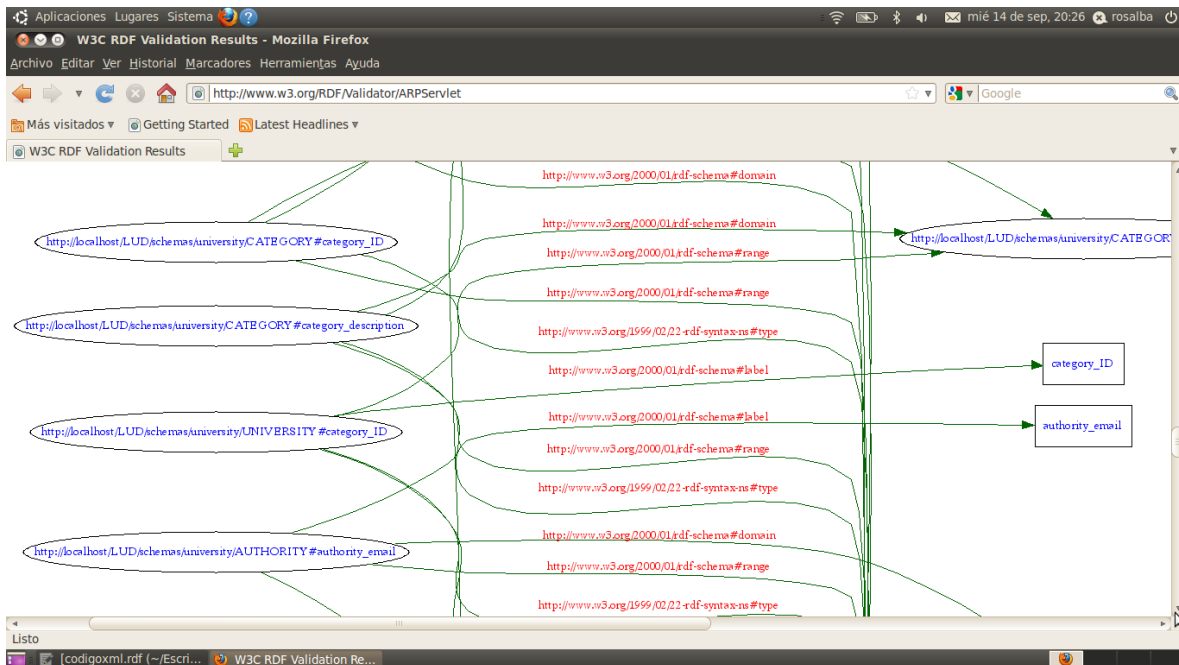 Aplicaciones Lugares Sistema
mié 14 de sep, 20:26 rosalba
W3C RDF Validation Results - Mozilla Firefox
Archivo Editar Ver Historial Marcadores Herramientas Ayuda
http://www.w3.org/RDF/Validator/ARPServlet
Google
Más visitados Getting Started Latest Headlines
W3C RDF Validation Results
http://www.w3.org/2000/01/rdf-schema#domain
http://www.w3.org/2000/01/rdf-schema#domain
http://localhost/LUD/schemas/university/CATEGORY#category_ID
http://localhost/LUD/schemas/university/CATEGOR
http://www.w3.org/2000/01/rdf-schema#range
http://www.w3.org/2000/01/rdf-schema#range
http://localhost/LUD/schemas/university/CATEGORY#category_description
http://www.w3.org/1999/02/22-rdf-syntax-ns#type
category_ID
http://www.w3.org/2000/01/rdf-schema#label
http://www.w3.org/2000/01/rdf-schema#label
authority_email
http://localhost/LUD/schemas/university/UNIVERSITY#category_ID
http://www.w3.org/2000/01/rdf-schema#range
http://www.w3.org/1999/02/22-rdf-syntax-ns#type
http://www.w3.org/2000/01/rdf-schema#domain
http://localhost/LUD/schemas/university/AUTHORITY#authority_email
http://www.w3.org/2000/01/rdf-schema#range
http://www.w3.org/1999/02/22-rdf-syntax-ns#type
Listo
[codigoxml.rdf (~/Escri... W3C RDF Validation Re...